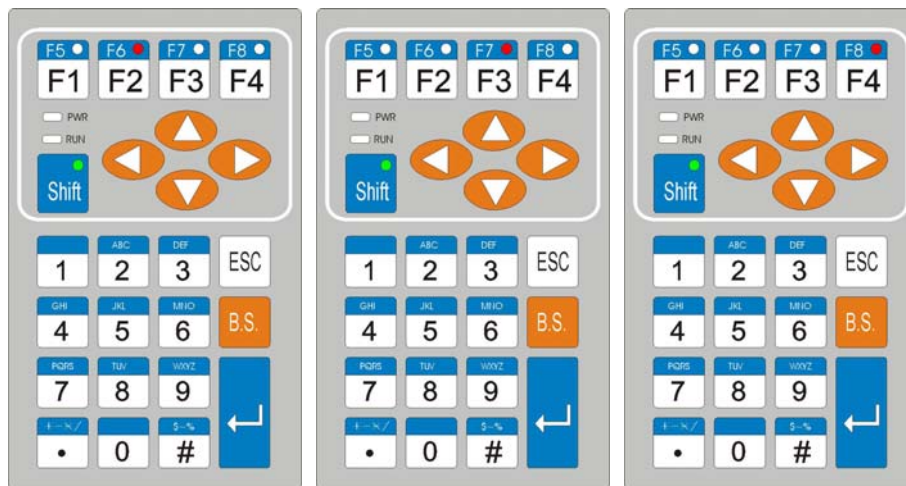 F5 F6 F7 F8
F1 F2 F3 F4
PWR
RUN
Shift
ABC DEF
1 2 3 ESC
GHI JKL MNO
4 5 6 B.S.
PQRS TUV WXYZ
7 8 9
+-×/ $-%
• 0 #
F5 F6 F7 F8
F1 F2 F3 F4
PWR
RUN
Shift
ABC DEF
1 2 3 ESC
GHI JKL MNO
4 5 6 B.S.
PQRS TUV WXYZ
7 8 9
+-×/ $-%
• 0 #
F5 F6 F7 F8
F1 F2 F3 F4
PWR
RUN
Shift
ABC DEF
1 2 3 ESC
GHI JKL MNO
4 5 6 B.S.
PQRS TUV WXYZ
7 8 9
+-×/ $-%
• 0 #